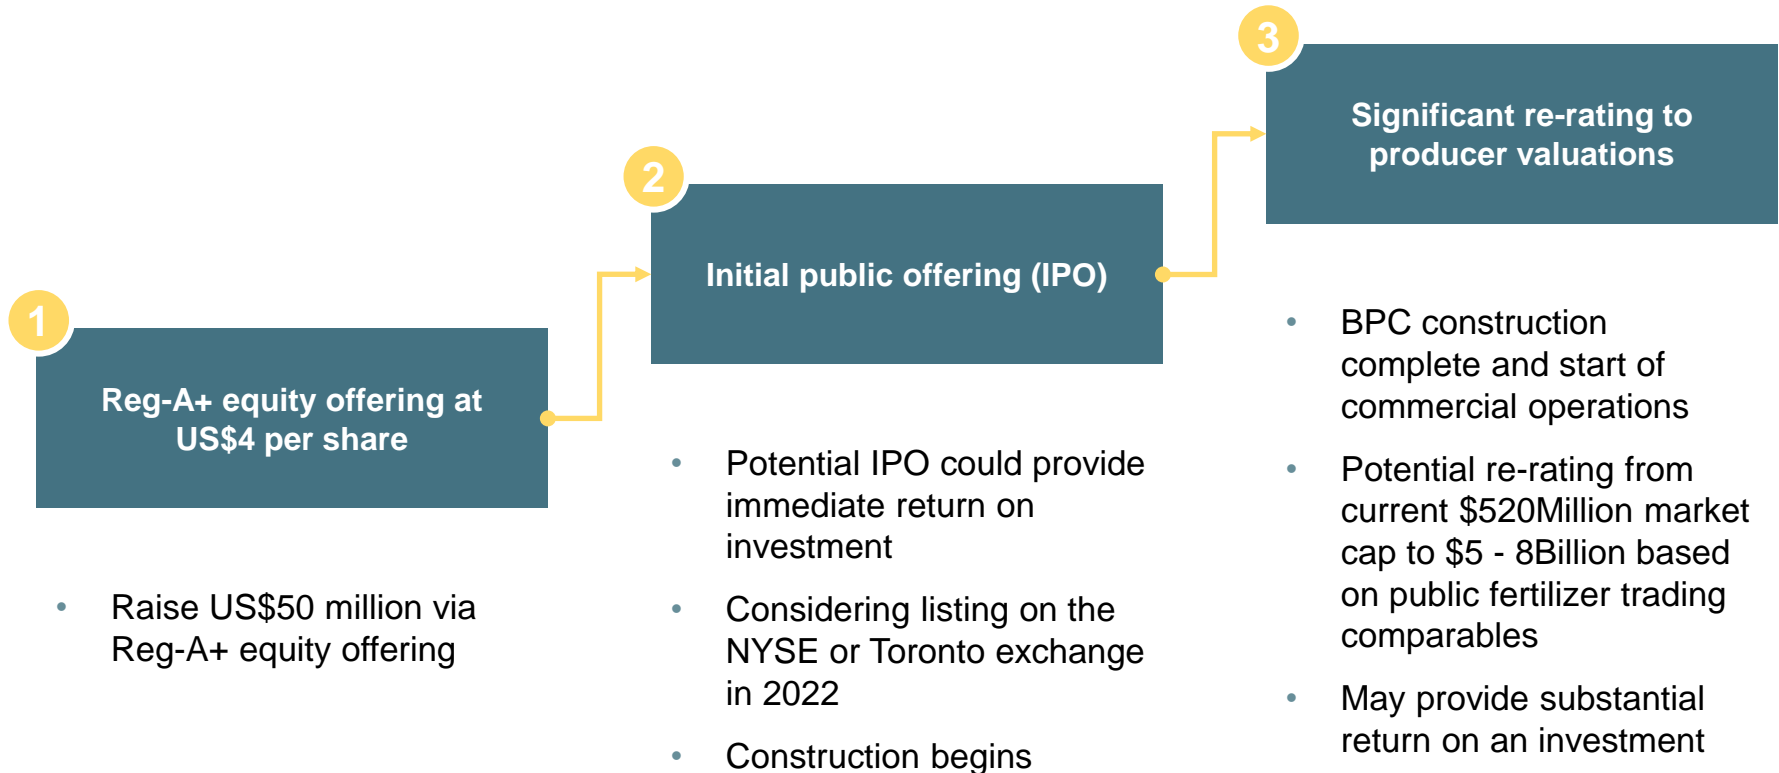 1
Reg-A+ equity offering at
US$4 per share
• Raise US$50 million via
Reg-A+ equity offering
2
Initial public offering (IPO)
• Potential IPO could provide
immediate return on
investment
• Considering listing on the
NYSE or Toronto exchange
in 2022
• Construction begins
3
Significant re-rating to
producer valuations
• BPC construction
complete and start of
commercial operations
• Potential re-rating from
current $520Million market
cap to $5 - 8Billion based
on public fertilizer trading
comparables
• May provide substantial
return on an investment